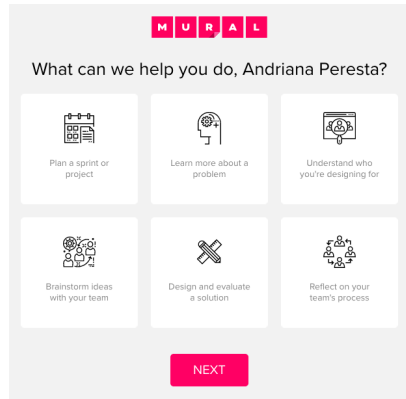 MURAL
What can we help you do, Andriana Peresta?
Plan a sprint or
project
Learn more about a
problem
Understand who
you're designing for
Brainstorm ideas
with your team
Design and evaluate
a solution
Reflect on your
team's process
NEXT